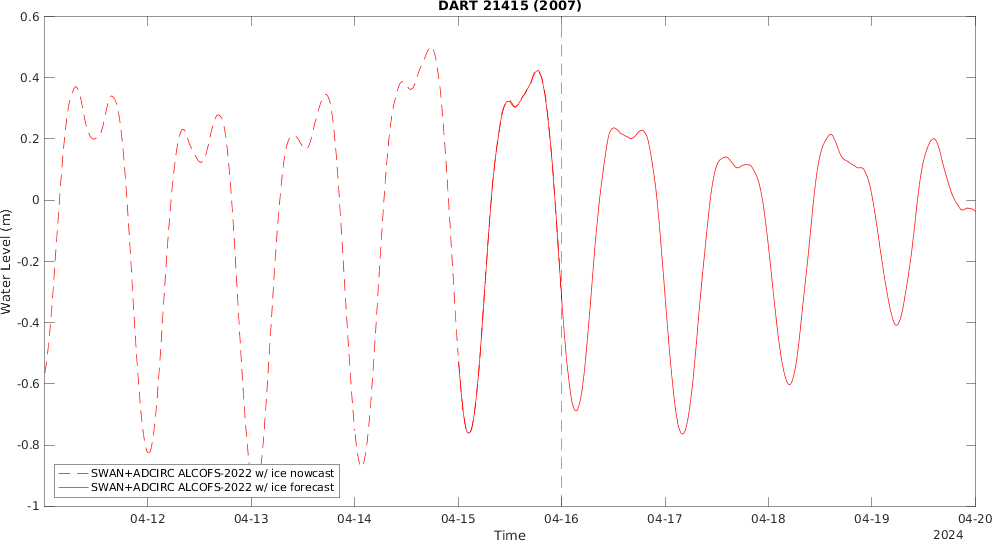 DART 21415 (2007)
0.6
0.4
0.2
0
-0.2
-0.4
-0.6
-0.8
-1
Water Level (m)
SWAN+ADCIRC ALCOFS-2022 w/ ice nowcast
SWAN+ADCIRC ALCOFS-2022 w/ ice forecast
04-12 04-13 04-14 04-15 04-16 04-17 04-18 04-19 04-20
Time
2024